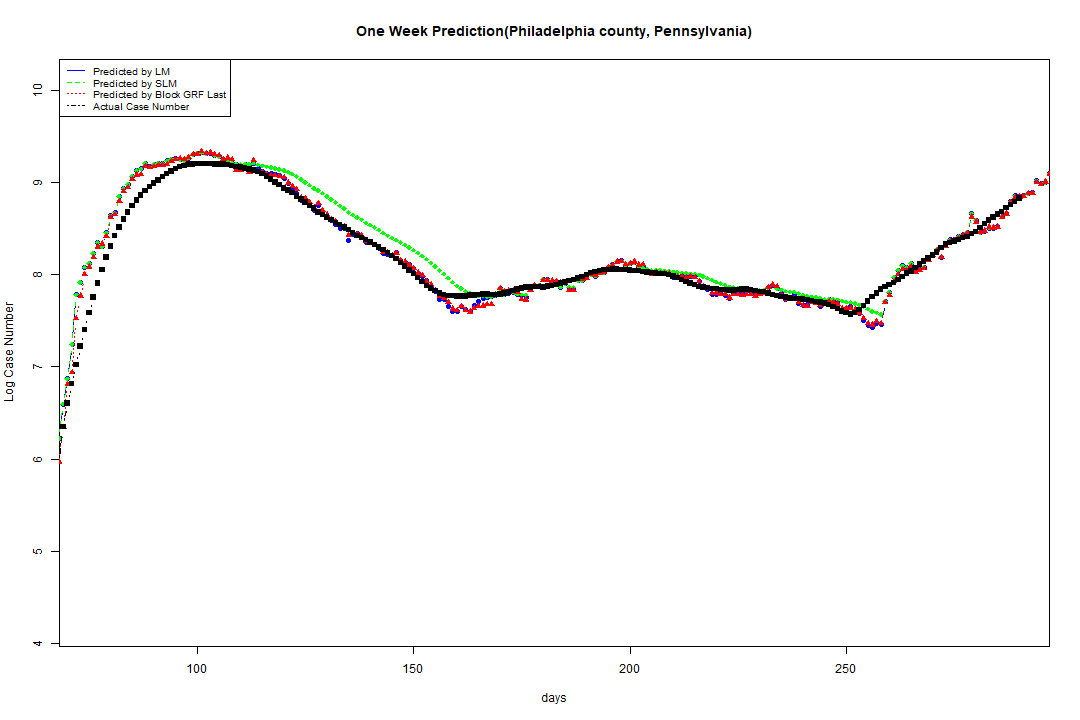 One Week Prediction(Philadelphia county, Pennsylvania)
Predicted by LM
Predicted by SLM
Predicted by Block GRF Last
Actual Case Number
10
9
8
7
6
5
4
Log Case Number
100
150
200
250
days